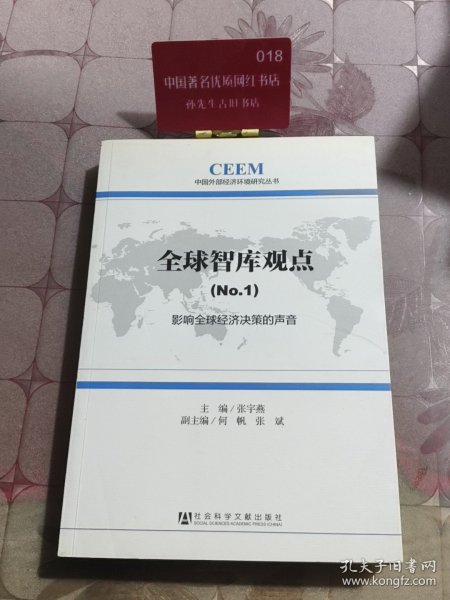 018
中国著名优质网红书店
孙先生古旧书店
CEEM
中国外部经济环境研究丛书
全球智库观点
(No.1)
影响全球经济决策的声音
主 编/张宇燕
副主编/何 帆 张 斌
社会科学文献出版社
SOCIAL SCIENCES ACADEMIC PRESS (CHINA)
孔夫子旧书网
www.kongfz.com